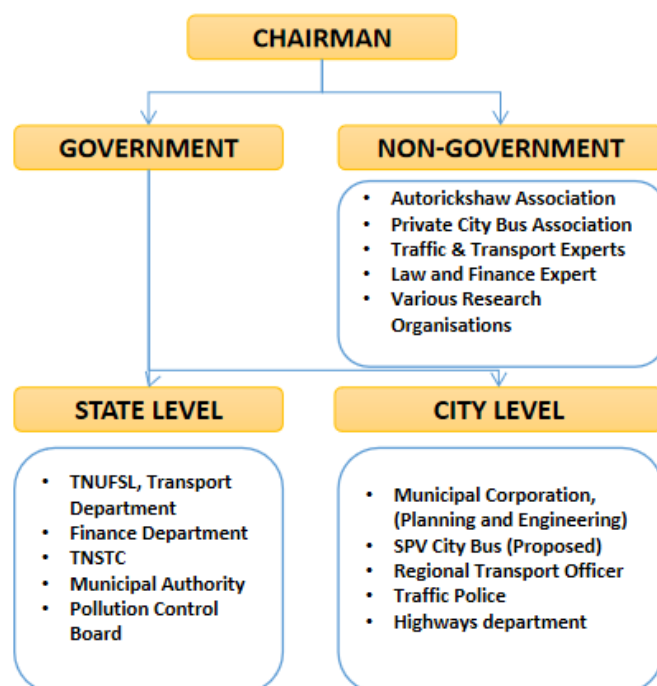 CHAIRMAN
GOVERNMENT
NON-GOVERNMENT
• Autorickshaw Association
• Private City Bus Association
• Traffic & Transport Experts
• Law and Finance Expert
• Various Research
Organisations
STATE LEVEL
CITY LEVEL
• TNUFSL, Transport
Department
• Finance Department
• TNSTC
• Municipal Authority
• Pollution Control
Board
• Municipal Corporation,
(Planning and Engineering)
• SPV City Bus (Proposed)
• Regional Transport Officer
• Traffic Police
• Highways department